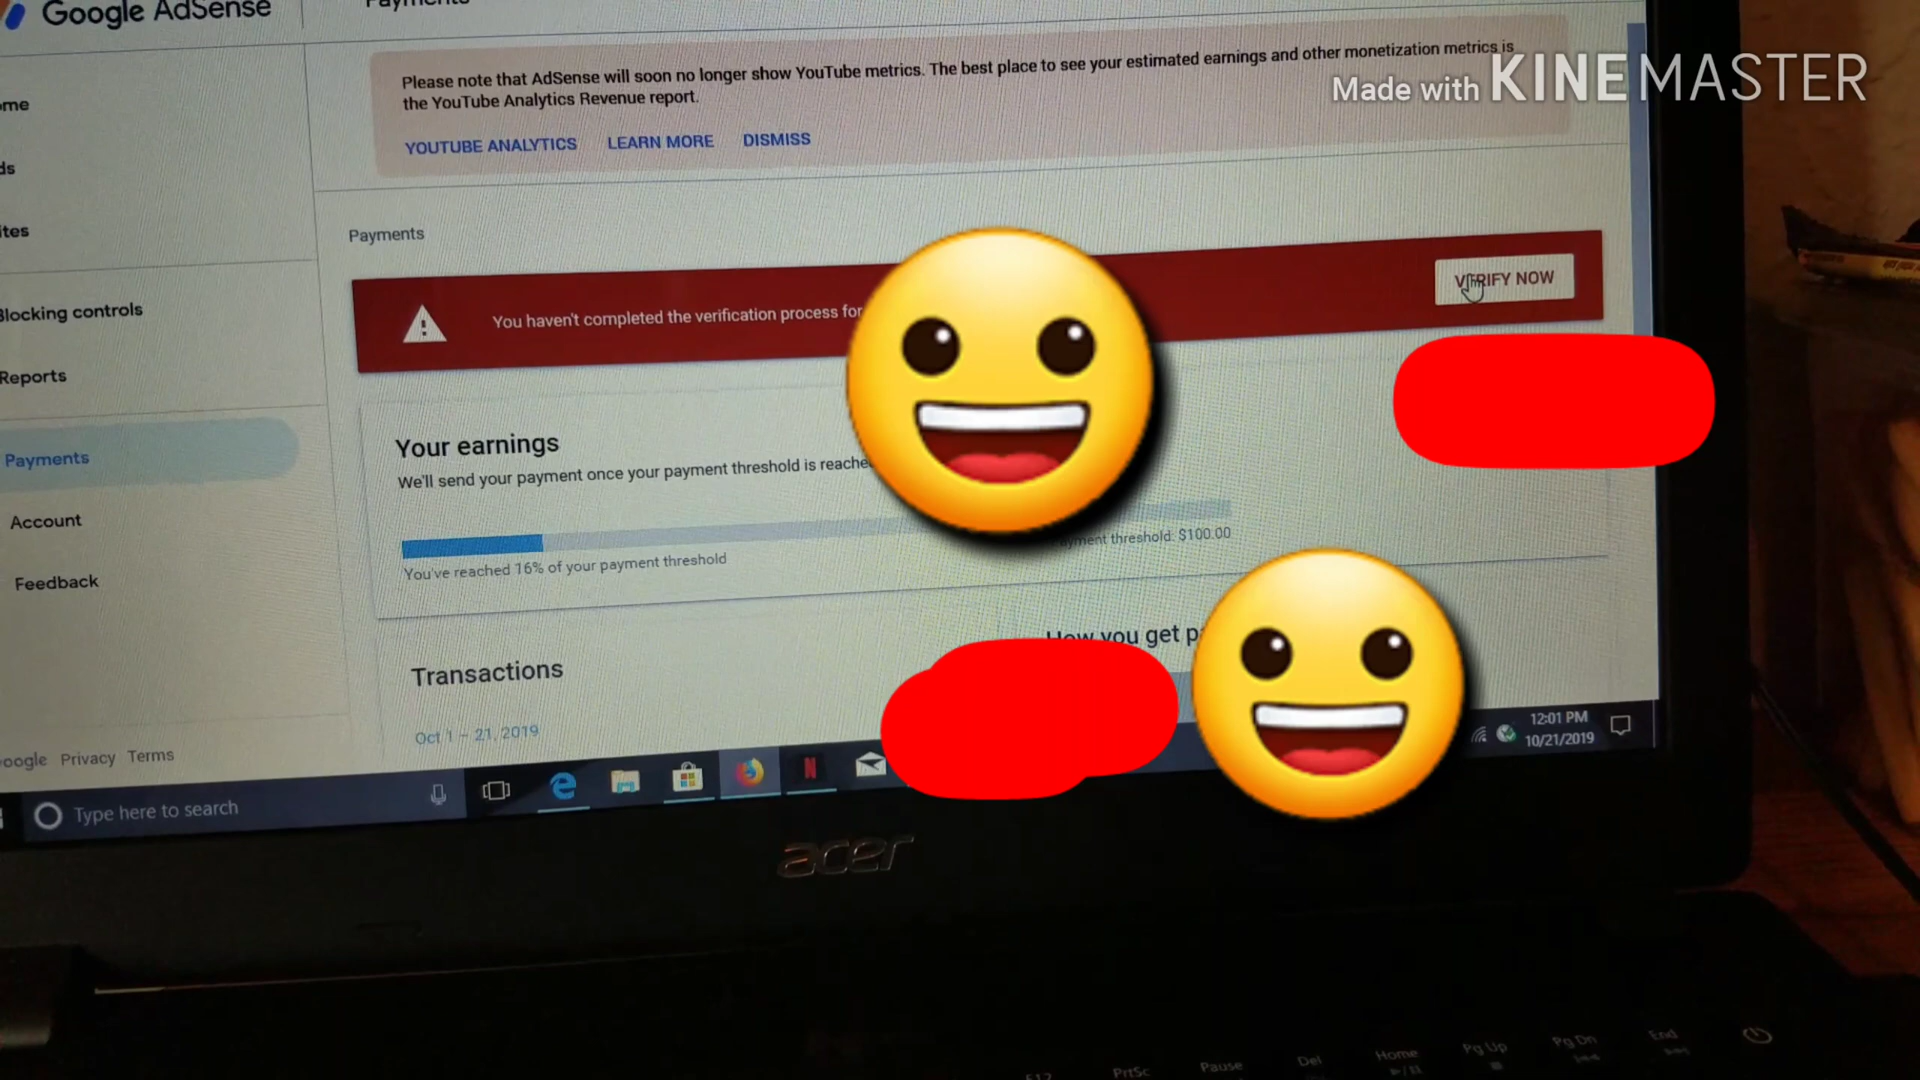 Google AdSense
Payments
Please note that AdSense will soon no longer show YouTube metrics. The best place to see your estimated earnings and other monetization metrics is
the YouTube Analytics Revenue report.
YOUTUBE ANALYTICS LEARN MORE DISMISS
Made with KINEMASTER
ome
ds
ites
Blocking controls
Reports
Payments
Account
Feedback
oogle Privacy Terms
Payments
You haven't completed the verification process for
VERIFY NOW
Your earnings
We'll send your payment once your payment threshold is reache
You've reached 16% of your payment threshold
yment threshold: $100.00
Transactions
Oct 1 – 21, 2019
How you get p
Type here to search
12:01 PM
10/21/2019
acer
F12 PrtSc Pause Del Home Pg Up Pg Dn End